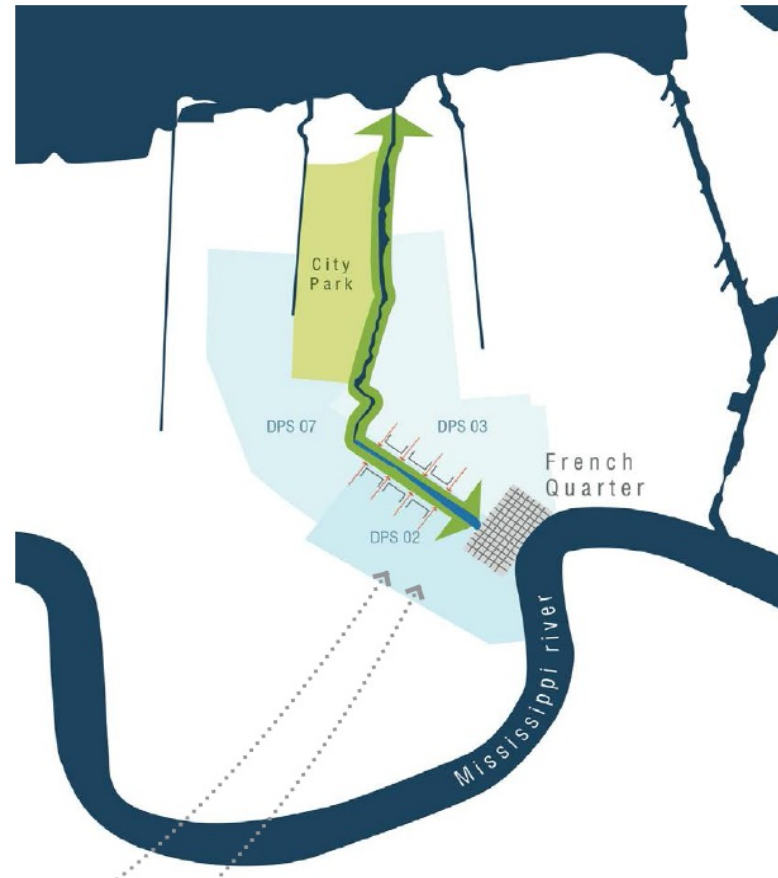 City
Park
DPS 07
DPS 03
French
Quarter
DPS 02
Mississippi river